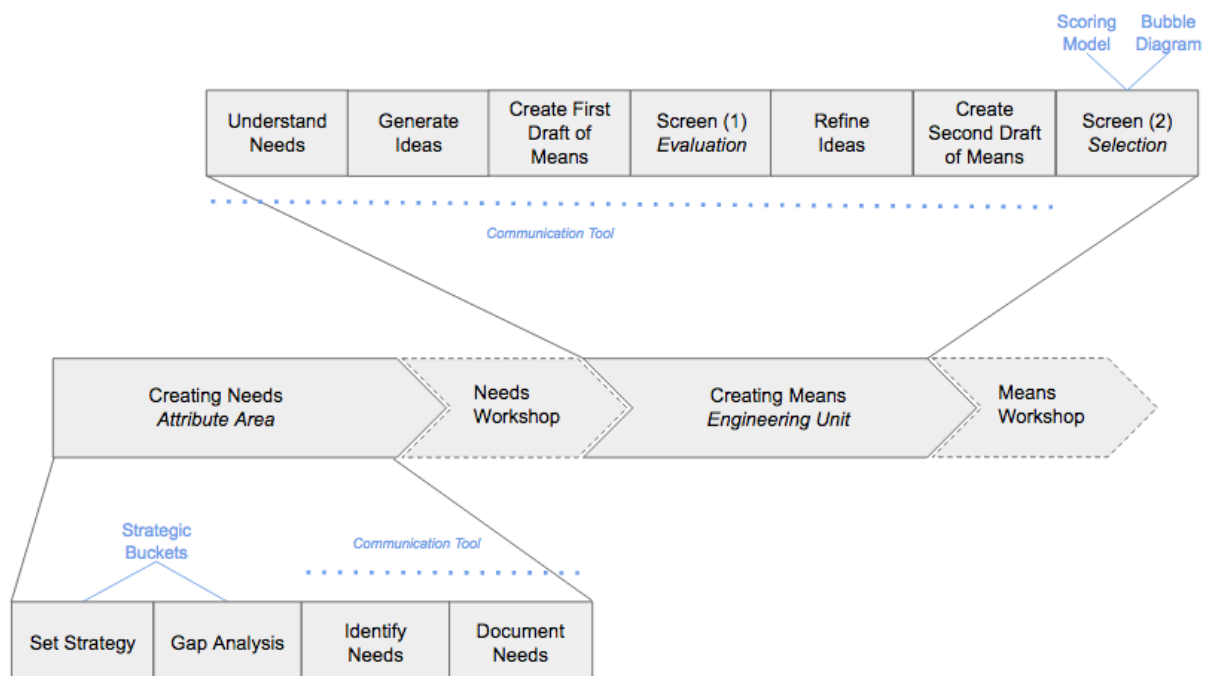 Scoring
Model
Bubble
Diagram
Understand
Needs
Generate
Ideas
Create First
Draft of
Means
Screen (1)
Evaluation
Refine
Ideas
Create
Second Draft
of Means
Screen (2)
Selection
Communication Tool
Creating Needs
Attribute Area
Needs
Workshop
Creating Means
Engineering Unit
Means
Workshop
Strategic
Buckets
Communication Tool
Set Strategy
Gap Analysis
Identify
Needs
Document
Needs